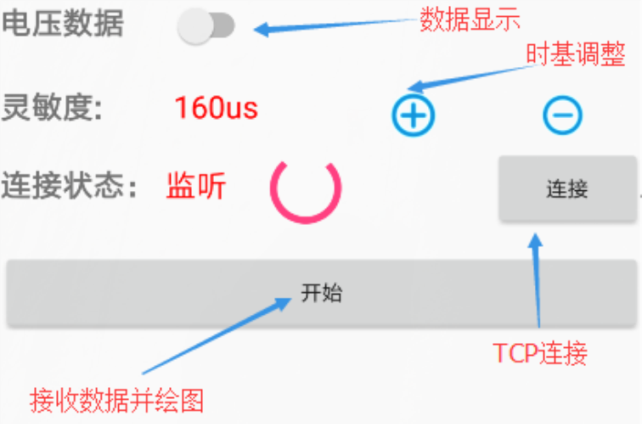 电压数据
数据显示
时基调整
灵敏度:
160us
连接状态：
监听
连接
开始
TCP连接
接收数据并绘图